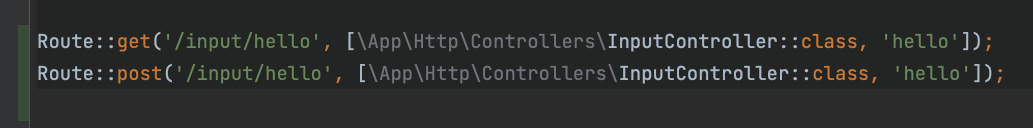 Route::get('/input/hello', [\App\Http\Controllers\InputController::class, 'hello']);
Route::post('/input/hello', [\App\Http\Controllers\InputController::class, 'hello']);